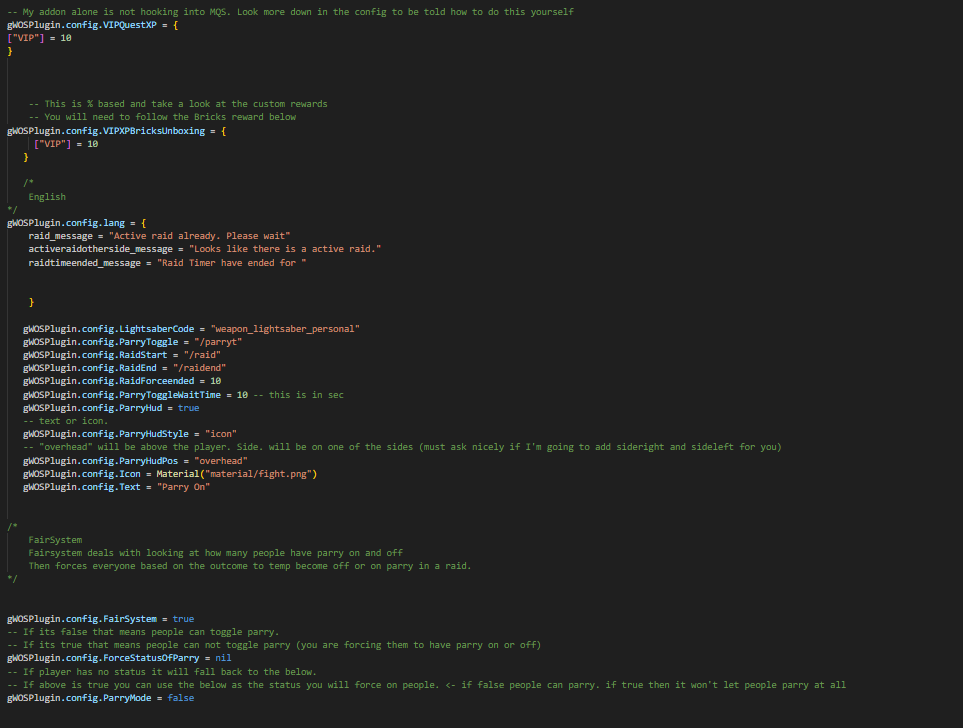 -- My addon alone is not hooking into MQS. Look more down in the config to be told how to do this yourself
gWOSPlugin.config.VIPQuestXP = {
["VIP"] = 10
}
-- This is % based and take a look at the custom rewards
-- You will need to follow the Bricks reward below
gWOSPlugin.config.VIPXPBricksUnboxing = {
["VIP"] = 10
}
/*
English
*/
gWOSPlugin.config.lang = {
raid_message = "Active raid already. Please wait"
activeraidotherside_message = "Looks like there is a active raid."
raidtimeended_message = "Raid Timer have ended for "
}
gWOSPlugin.config.LightsaberCode = "weapon_lightsaber_personal"
gWOSPlugin.config.ParryToggle = "/parryt"
gWOSPlugin.config.RaidStart = "/raid"
gWOSPlugin.config.RaidEnd = "/raidend"
gWOSPlugin.config.RaidForceended = 10
gWOSPlugin.config.ParryToggleWaitTime = 10 -- this is in sec
gWOSPlugin.config.ParryHud = true
-- text or icon.
gWOSPlugin.config.ParryHudStyle = "icon"
-- "overhead" will be above the player. Side. will be on one of the sides (must ask nicely if I'm going to add sideright and sideleft for you)
gWOSPlugin.config.ParryHudPos = "overhead"
gWOSPlugin.config.Icon = Material("material/fight.png")
gWOSPlugin.config.Text = "Parry On"
/*
FairSystem
Fairsystem deals with looking at how many people have parry on and off
Then forces everyone based on the outcome to temp become off or on parry in a raid.
*/
gWOSPlugin.config.FairSystem = true
-- If its false that means people can toggle parry.
-- If its true that means people can not toggle parry (you are forcing them to have parry on or off)
gWOSPlugin.config.ForceStatusOfParry = nil
-- If player has no status it will fall back to the below.
-- If above is true you can use the below as the status you will force on people. <- if false people can parry. if true then it won't let people parry at all
gWOSPlugin.config.ParryMode = false